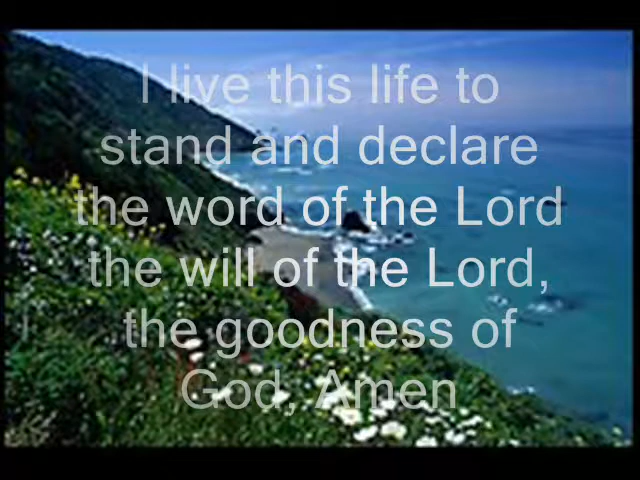 I live this life to
stand and declare
the word of the Lord
the will of the Lord,
the goodness of
God, Amen